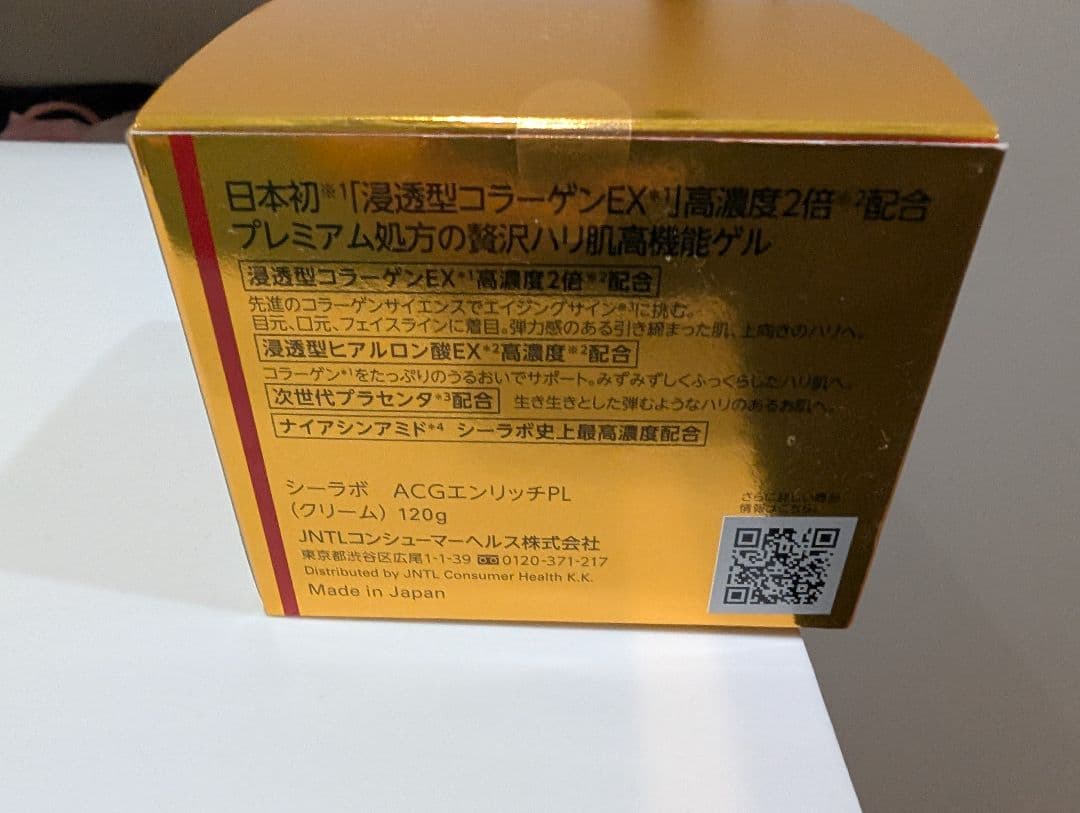 日本初※1「浸透型コラーゲンEX*1」高濃度2倍※2配合
プレミアム処方の贅沢ハリ肌高機能ゲル
浸透型コラーゲンEX*1高濃度2倍※2配合
先進のコラーゲンサイエンスでエイジングサイン※3に挑む。
目元、口元、フェイスラインに着目。弾力感のある引き締まった肌、上向きのハリへ。
浸透型ヒアルロン酸EX*2高濃度※2配合
コラーゲン*1をたっぷりのうるおいでサポート。みずみずしくふっくらしたハリ肌へ。
次世代プラセンタ*3配合 生き生きとした弾むようなハリのあるお肌へ。
ナイアシンアミド*4 シーラボ史上最高濃度配合
シーラボ ACGエンリッチPL
(クリーム) 120g
JNTLコンシューマーヘルス株式会社
東京都渋谷区広尾1-1-39 0120-371-217
Distributed by JNTL Consumer Health K.K.
Made in Japan
さらに詳しい商品
情報はこちら。